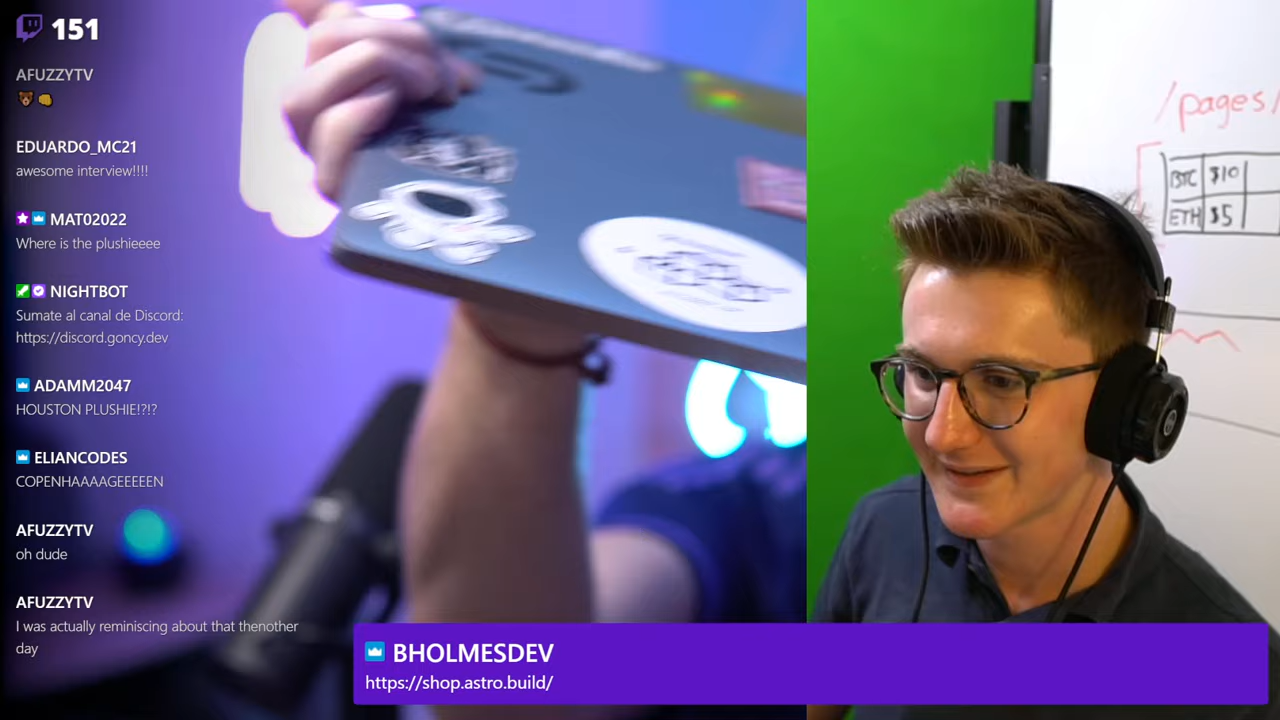 151
AFUZZYTV
🐻 👊
EDUARDO_MC21
awesome interview!!!!
MAT02022
Where is the plushieeee
NIGHTBOT
Sumate al canal de Discord:
https://discord.goncy.dev
ADAMM2047
HOUSTON PLUSHIE!?!?
ELIANCODES
COPENHAAAGEEEEN
AFUZZYTV
oh dude
AFUZZYTV
I was actually reminiscing about that thenother
day
/pages/
BTC $10
ETH $5
BHOLMESDEV
https://shop.astro.build/